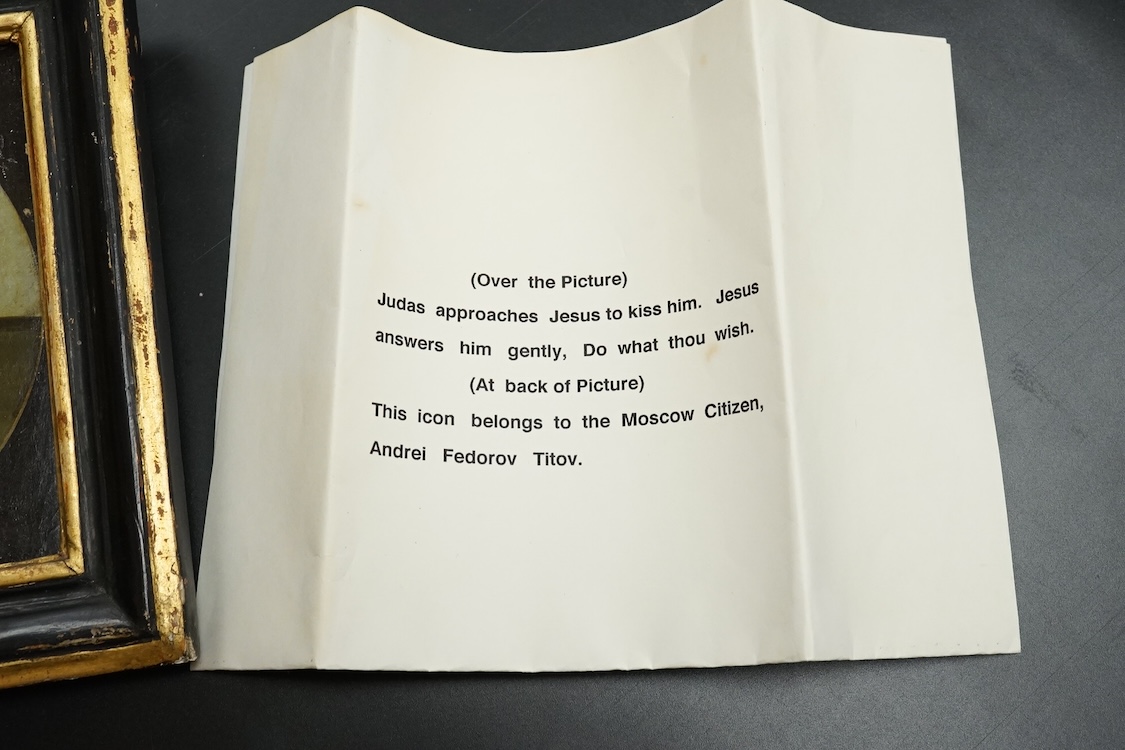 (Over the Picture)
Judas approaches Jesus to kiss him. Jesus
answers him gently, Do what thou wish.
(At back of Picture)
This icon belongs to the Moscow Citizen,
Andrei Fedorov Titov.